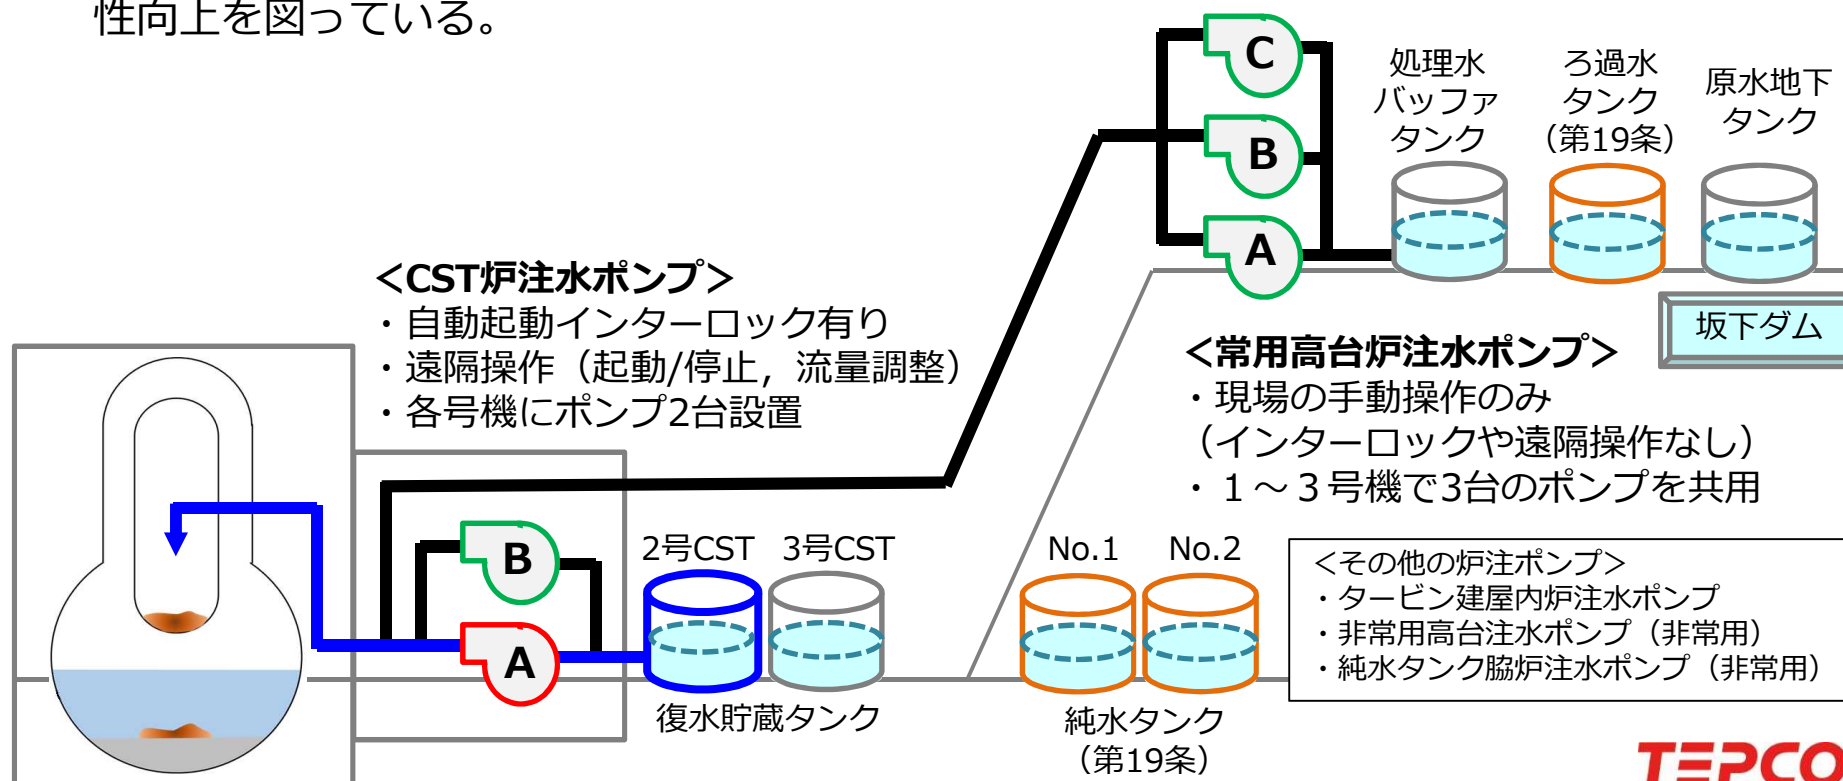 性向上を図っている。
C
B
A
処理水
バッファ
タンク
ろ過水
タンク
（第19条）
原水地下
タンク
坂下ダム
＜CST炉注水ポンプ＞
・自動起動インターロック有り
・遠隔操作（起動/停止，流量調整）
・各号機にポンプ2台設置
＜常用高台炉注水ポンプ＞
・現場の手動操作のみ
（インターロックや遠隔操作なし）
・１～３号機で3台のポンプを共用
B
A
2号CST
3号CST
復水貯蔵タンク
No.1
No.2
純水タンク
（第19条）
＜その他の炉注ポンプ＞
・タービン建屋内炉注水ポンプ
・非常用高台注水ポンプ（非常用）
・純水タンク脇炉注水ポンプ（非常用）
TEPCO